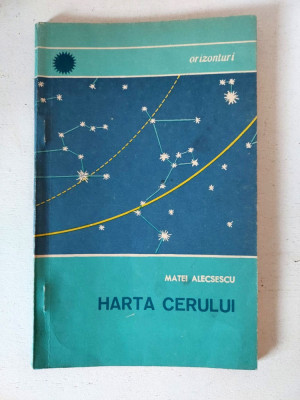 orizonturi
MATEI ALECSESCU
HARTA CERULUI